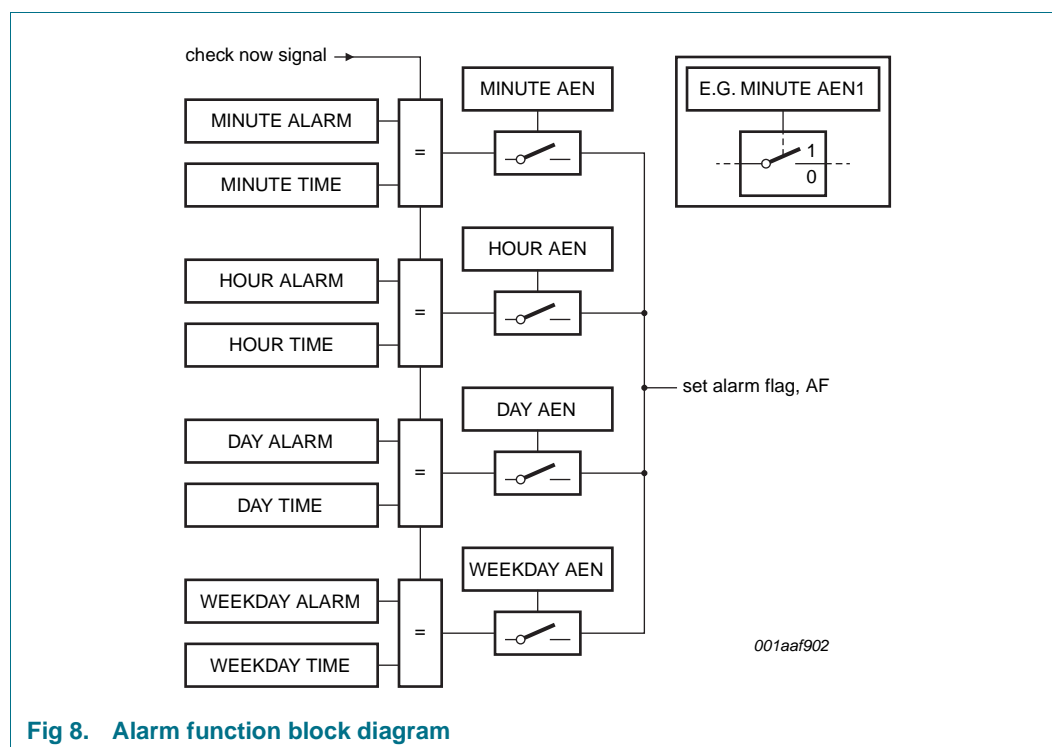 check now signal
MINUTE AEN
E.G. MINUTE AEN1
MINUTE ALARM
=
1
0
MINUTE TIME
HOUR AEN
HOUR ALARM
=
HOUR TIME
set alarm flag, AF
DAY AEN
DAY ALARM
=
DAY TIME
WEEKDAY AEN
WEEKDAY ALARM
=
001aaf902
WEEKDAY TIME
Fig 8. Alarm function block diagram